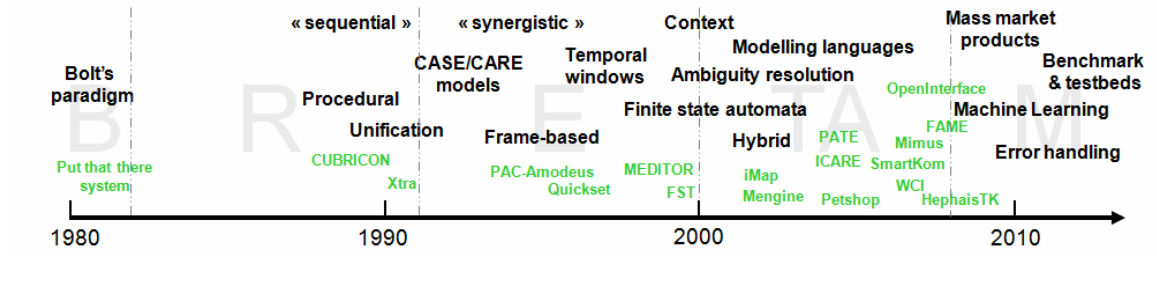 « sequential »
« synergistic »
Context
Mass market
products
Modelling languages
CASE/CARE
models
Temporal
windows
Ambiguity resolution
Benchmark
& testbeds
Bolt's
paradigm
OpenInterface
Procedural
Finite state automata
Machine Learning
B R E TA M
Unification
Frame-based
Hybrid
PATE
FAME
Mimus
Error handling
Put that there
system
CUBRICON
Xtra
PAC-Amodeus
Quickset
MEDITOR
FST
iMap
Mengine
ICARE
SmartKom
Petshop
WCI
HephaisTK
1980
1990
2000
2010